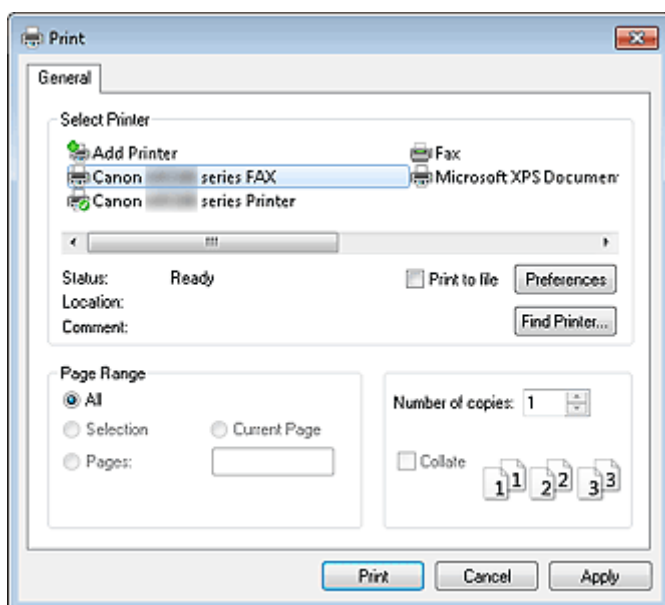 Print
General
Select Printer
Add Printer
Fax
Canon series FAX
Microsoft XPS Documen
Canon series Printer
Status: Ready
Print to file
Preferences
Location:
Comment:
Find Printer...
Page Range
All
Selection
Current Page
Pages:
Number of copies: 1
Collate
1 1 2 2 3 3
Print
Cancel
Apply